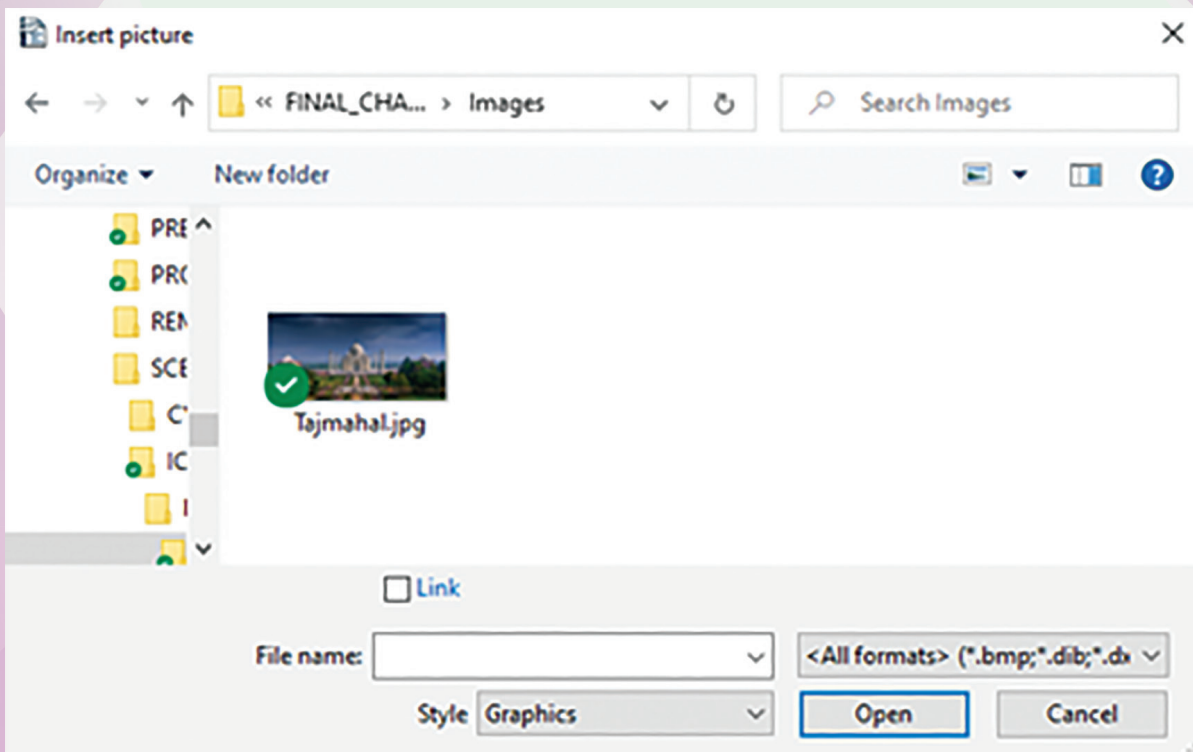 Insert picture
« FINAL_CHA... > Images
Search Images
Organize
New folder
PRE
PRO
REN
SCE
C
IC
Tajmahal.jpg
Link
File name:
<All formats> (*.bmp;*.dib;*.dx
Style Graphics
Open
Cancel